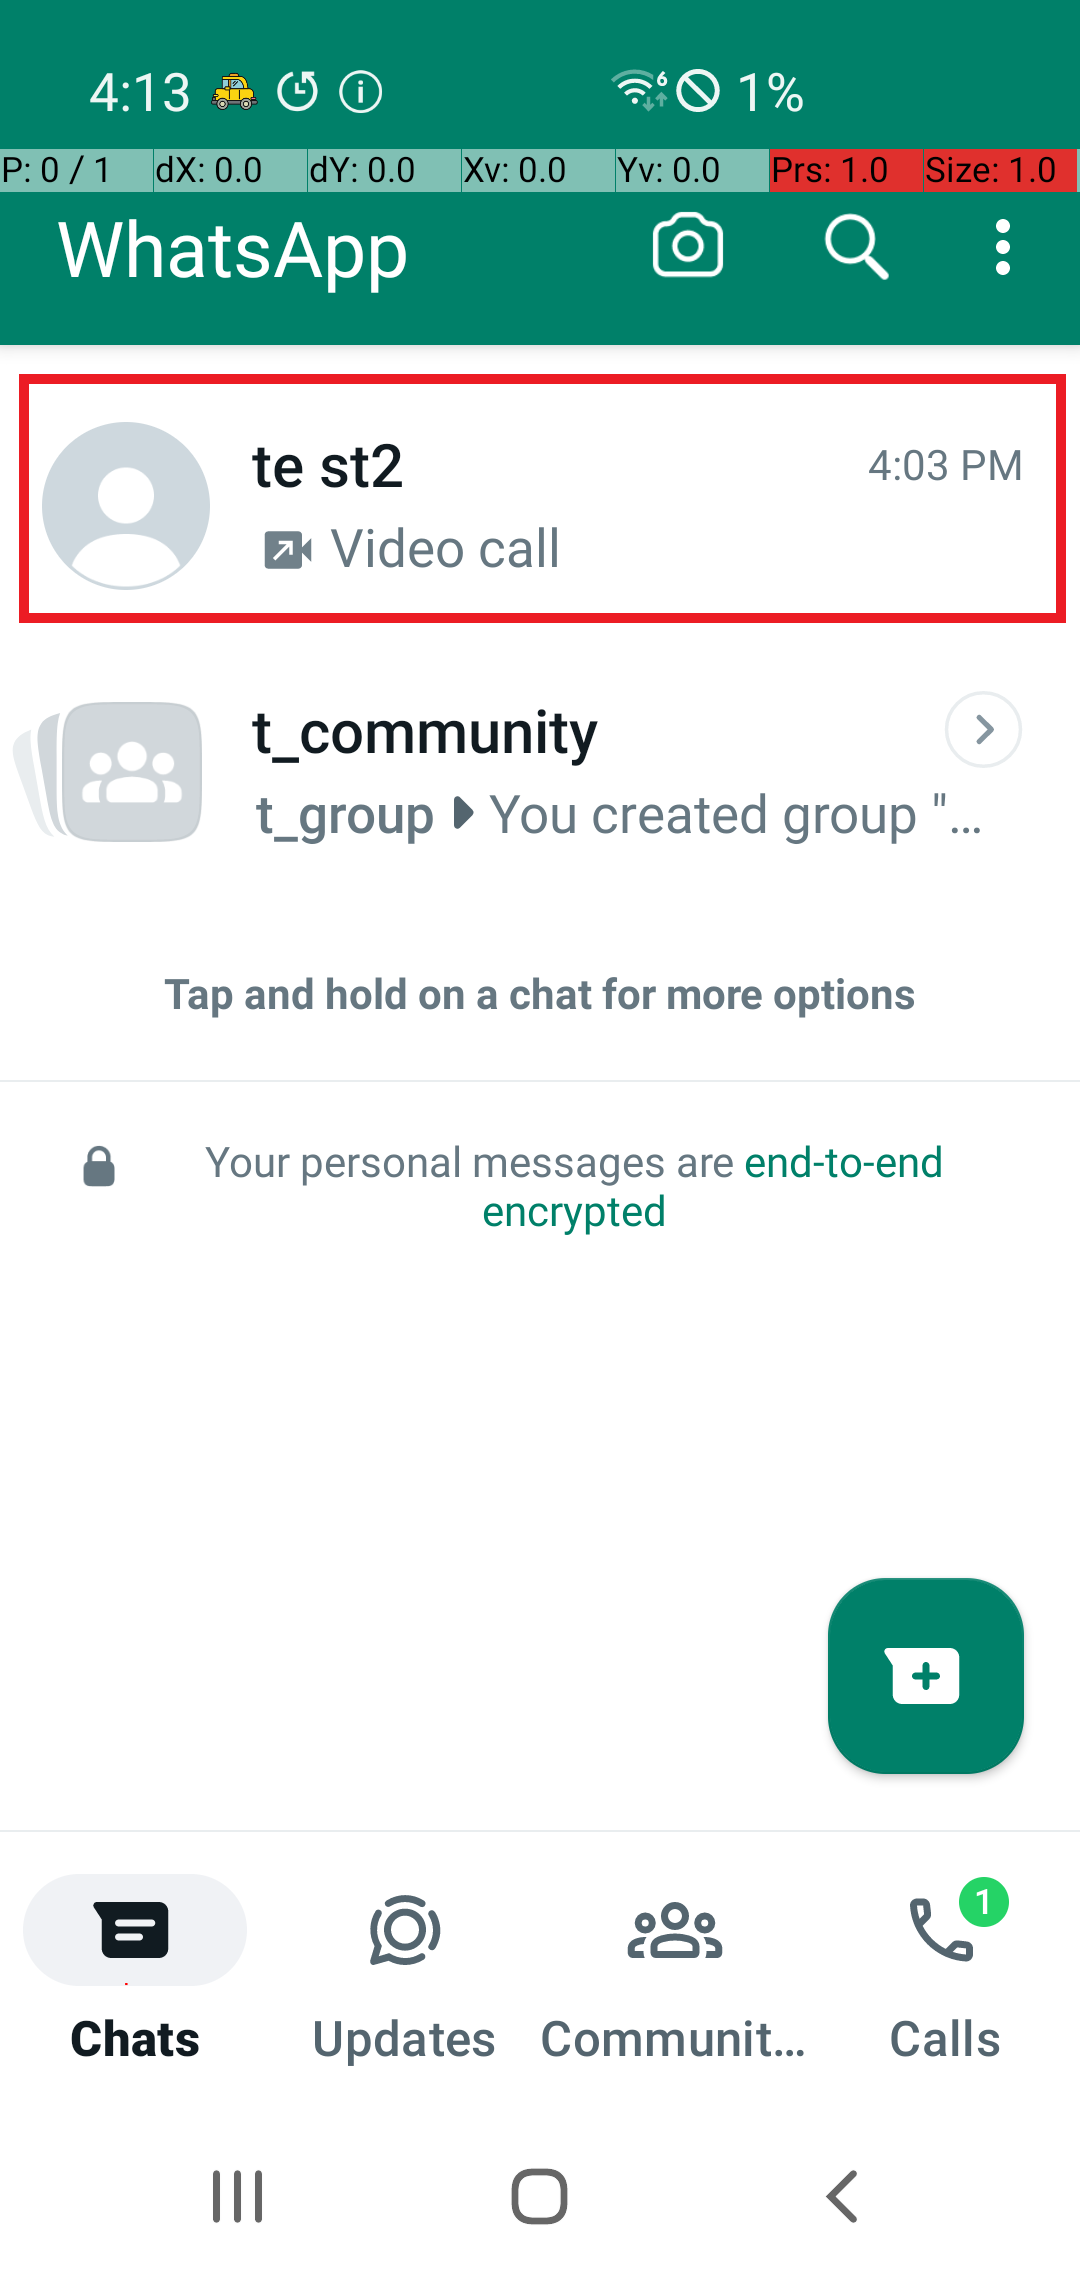 4:13 1%
P: 0 / 1 dX: 0.0 dY: 0.0 Xv: 0.0 Yv: 0.0 Prs: 1.0 Size: 1.0
WhatsApp
te st2 4:03 PM
Video call
t_community
t_group You created group "...
Tap and hold on a chat for more options
Your personal messages are end-to-end
encrypted
1
Chats Updates Communit... Calls